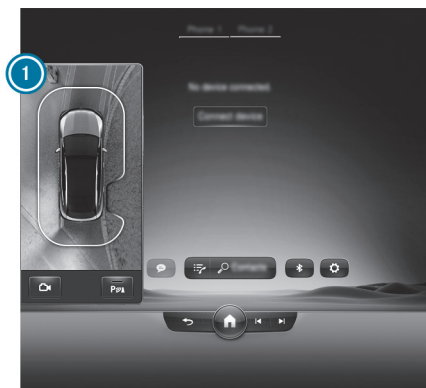 Phone 1 Phone 2
1
No device connected.
Connect device
Contacts
P